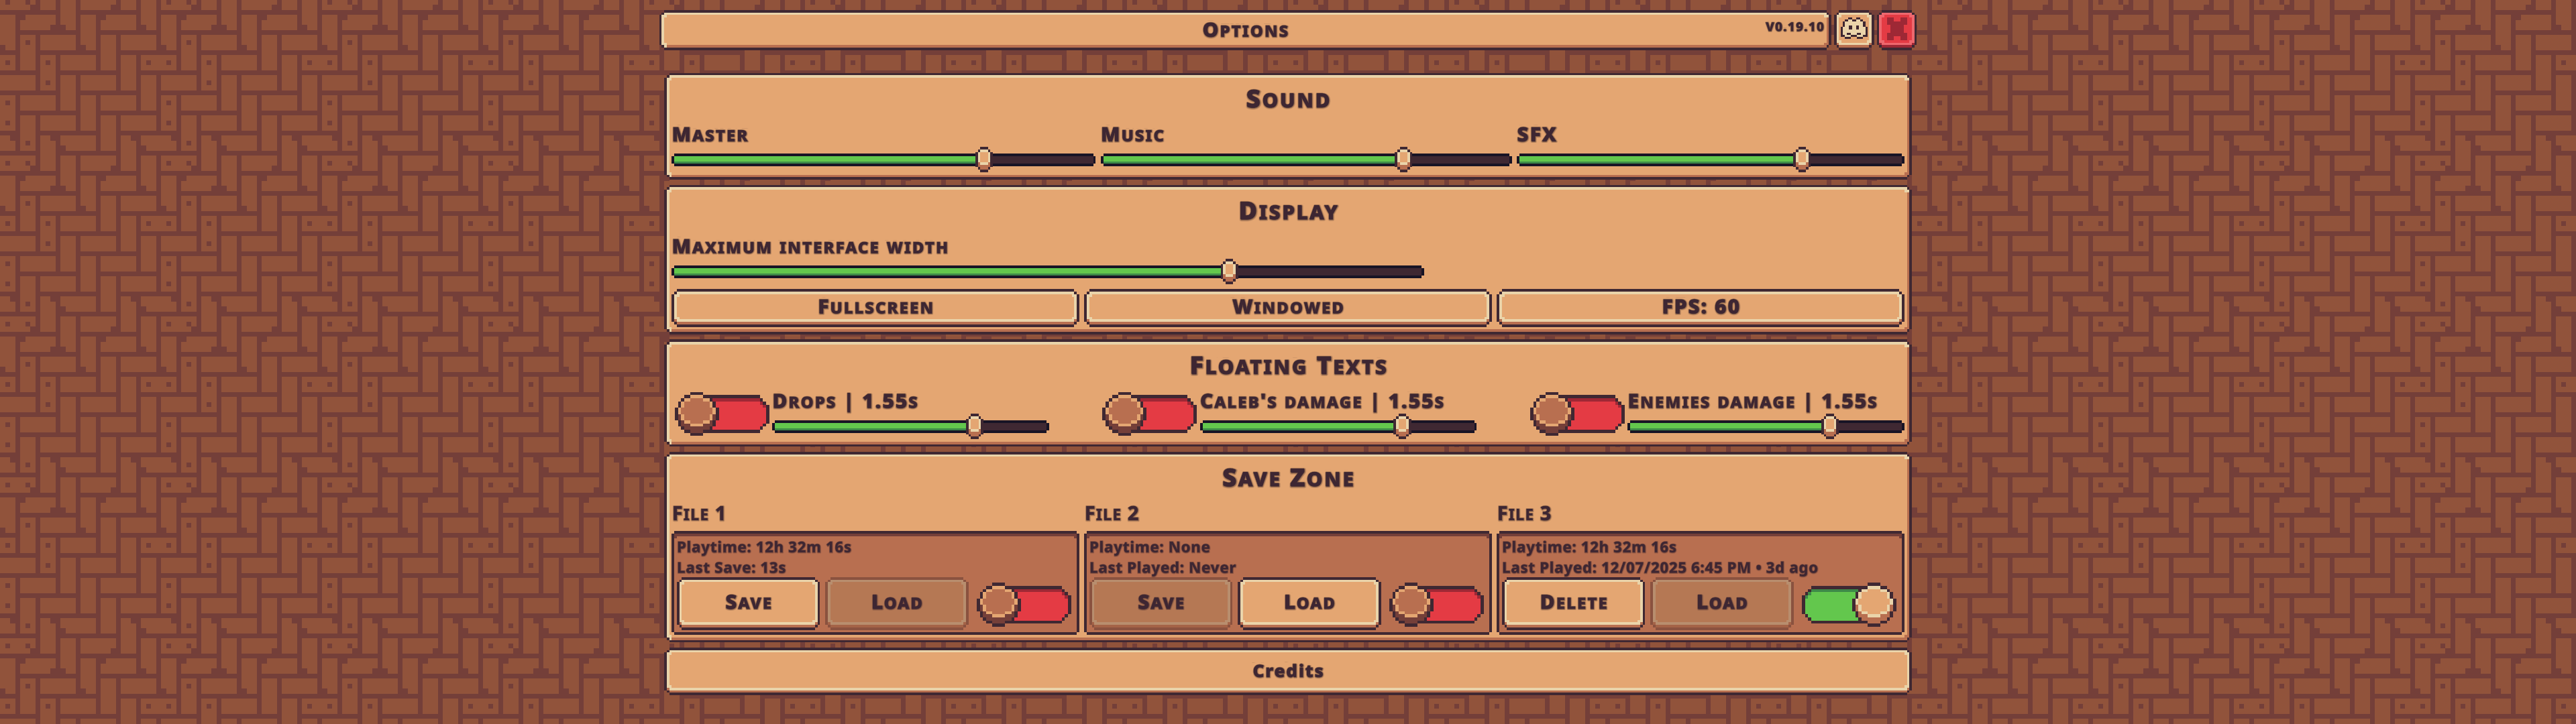 Options
v0.19.10
Sound
Master
Music
SFX
Display
Maximum interface width
Fullscreen
Windowed
FPS: 60
Floating Texts
Drops | 1.55s
Caleb's damage | 1.55s
Enemies damage | 1.55s
Save Zone
File 1
Playtime: 12h 32m 16s
Last Save: 13s
Save
Load
File 2
Playtime: None
Last Played: Never
Save
Load
File 3
Playtime: 12h 32m 16s
Last Played: 12/07/2025 6:45 PM • 3d ago
Delete
Load
Credits